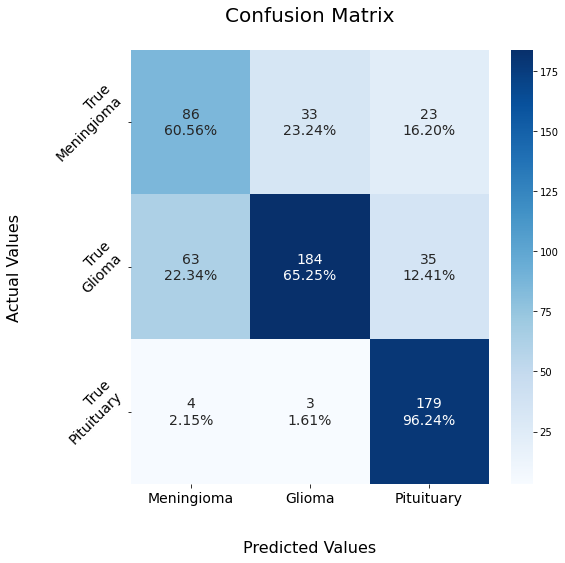 Confusion Matrix
Actual Values
True
Meningioma
86
60.56%
33
23.24%
23
16.20%
True
Glioma
63
22.34%
184
65.25%
35
12.41%
True
Pituituary
4
2.15%
3
1.61%
179
96.24%
Meningioma
Glioma
Pituituary
Predicted Values
175
150
125
100
75
50
25